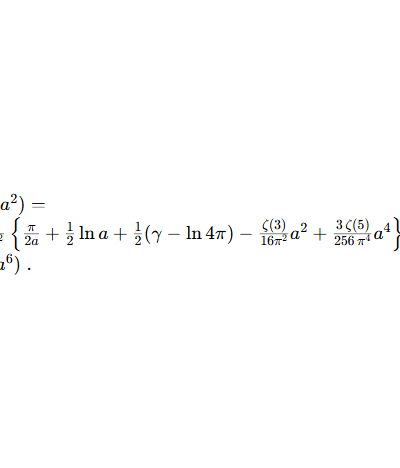 a²) =
{ π/2a + 1/2 ln a + 1/2 (γ − ln 4π) − ζ(3)/16π² a² + 3 ζ(5)/256 π⁴ a⁴ }
a⁶) .